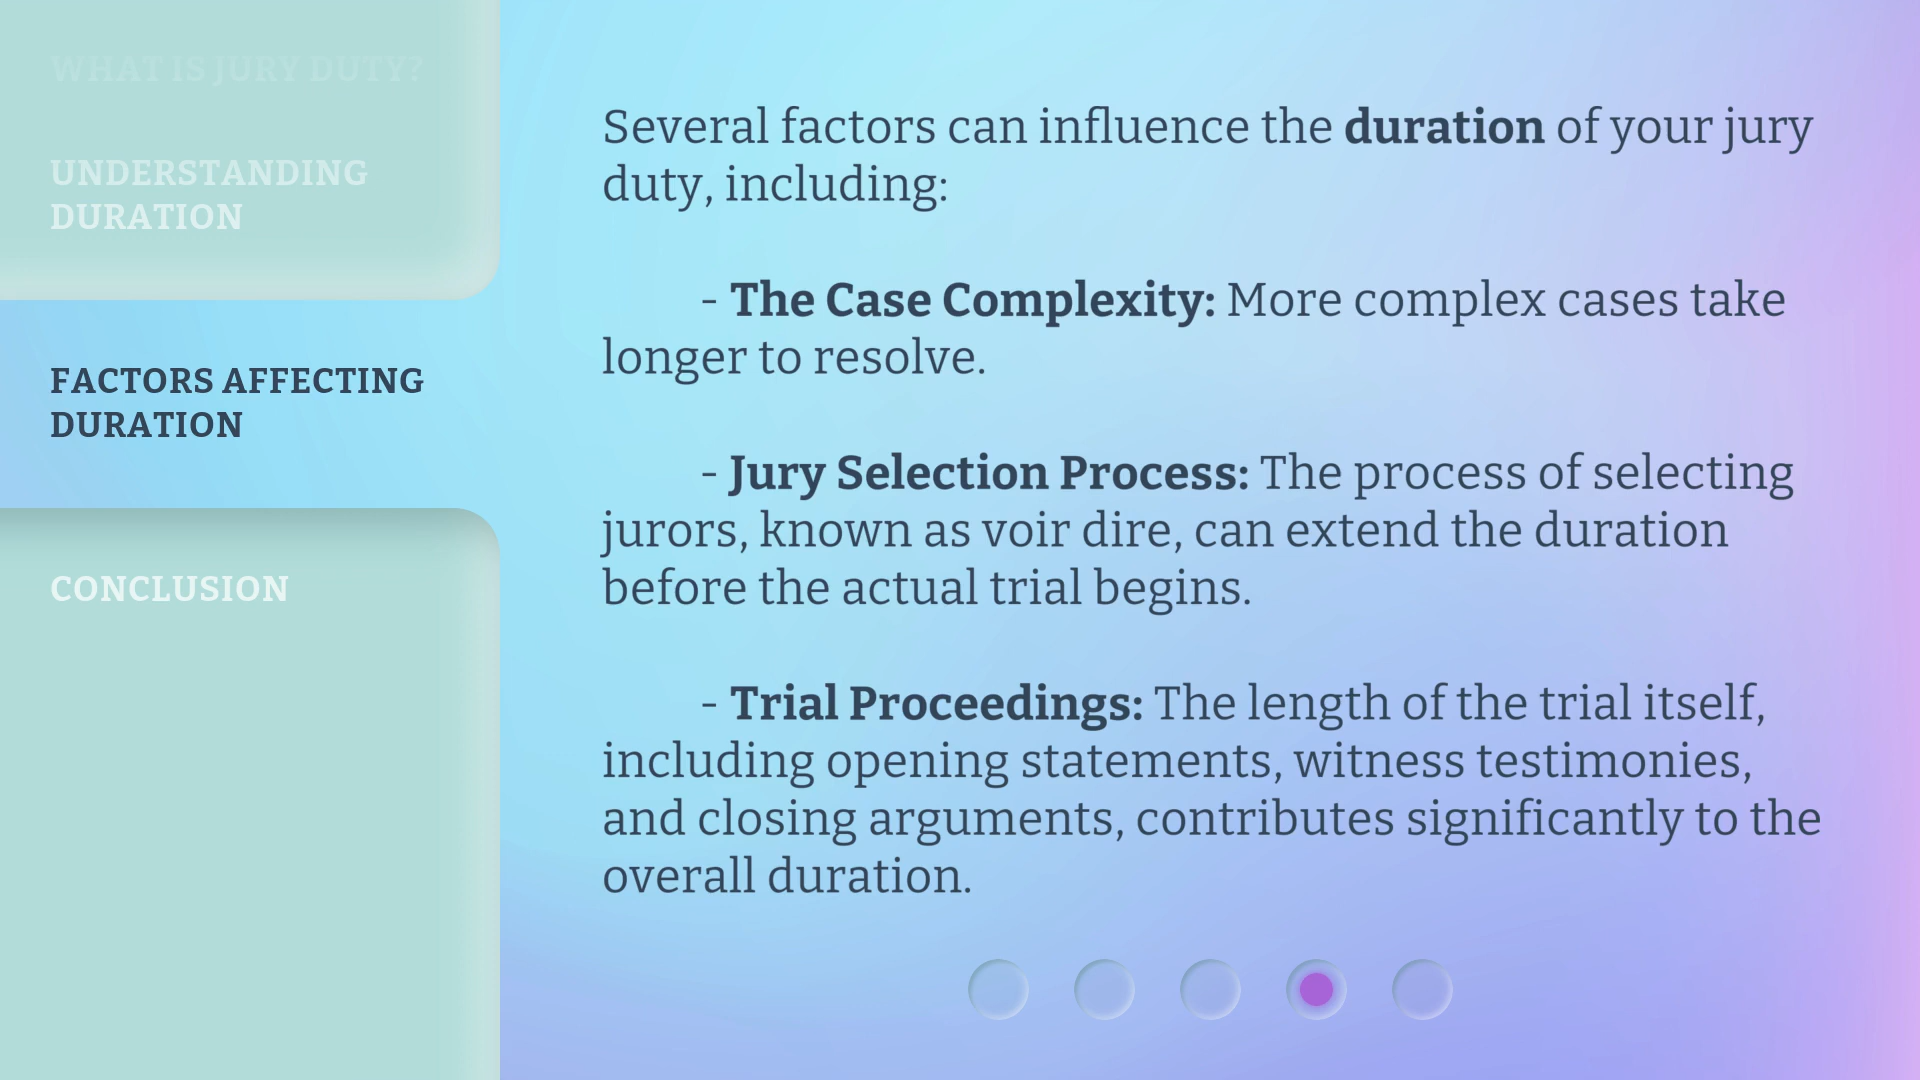 WHAT IS JURY DUTY?
UNDERSTANDING
DURATION
FACTORS AFFECTING
DURATION
CONCLUSION
Several factors can influence the duration of your jury
duty, including:
- The Case Complexity: More complex cases take
longer to resolve.
- Jury Selection Process: The process of selecting
jurors, known as voir dire, can extend the duration
before the actual trial begins.
- Trial Proceedings: The length of the trial itself,
including opening statements, witness testimonies,
and closing arguments, contributes significantly to the
overall duration.